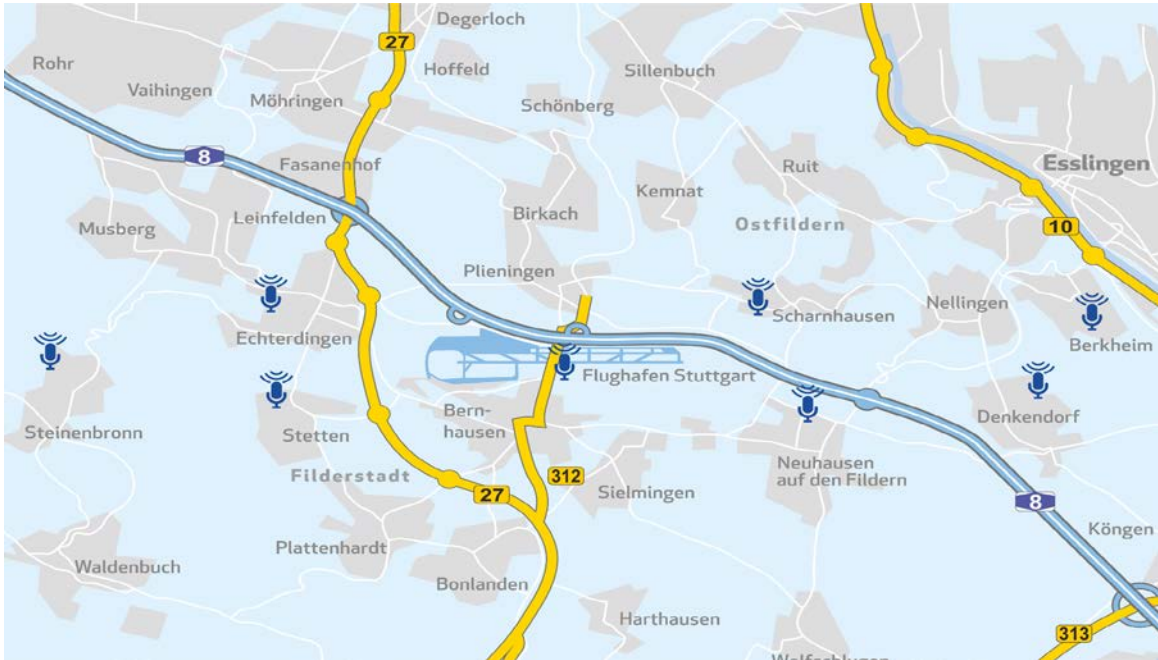 Degerloch
27
Rohr
Hoffeld
Sillenbuch
Vaihingen
Möhringen
Schönberg
8
Fasanenhof
Ruit
Esslingen
Kemnat
Leinfelden
Birkach
Musberg
Ostfildern
10
Plieningen
Nellingen
Scharnhausen
Echterdingen
Berkheim
Flughafen Stuttgart
Bern-
hausen
Denkendorf
Steinenbronn
Stetten
Neuhausen
auf den Fildern
Filderstadt
312
27
Sielmingen
8
Köngen
Plattenhardt
Waldenbuch
Bonlanden
Harthausen
313